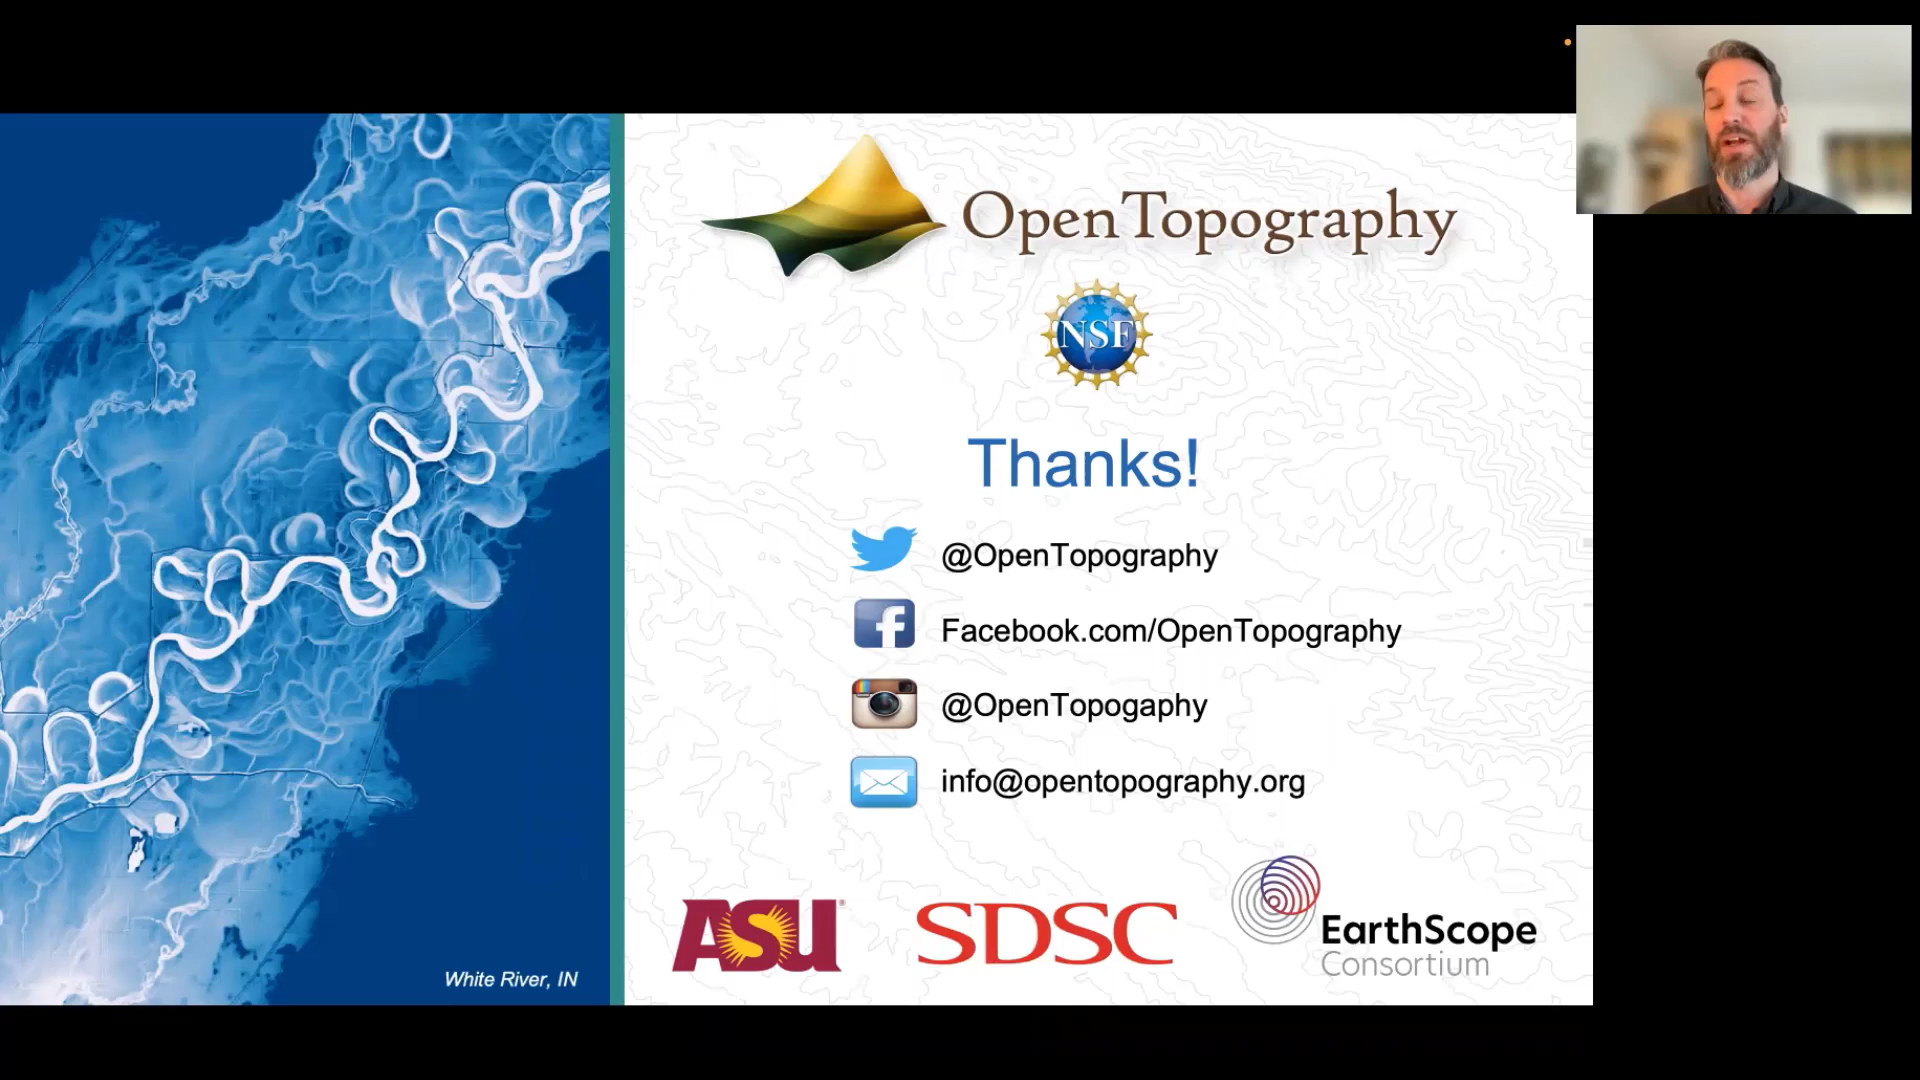 OpenTopography
NSF
Thanks!
@OpenTopography
Facebook.com/OpenTopography
@OpenTopogaphy
info@opentopography.org
ASU
SDSC
EarthScope
Consortium
White River, IN